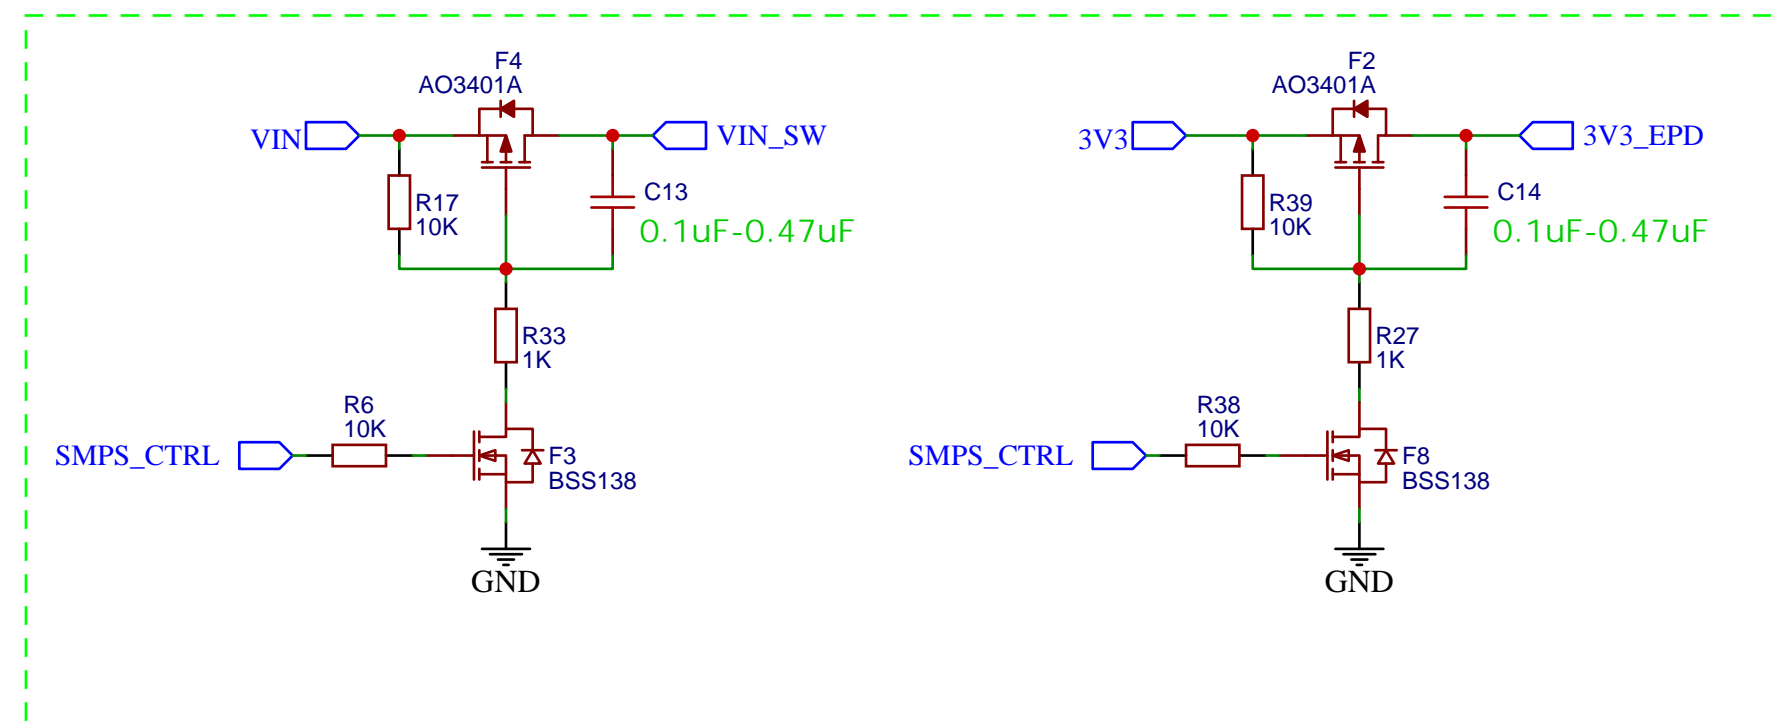 F4
AO3401A
VIN
VIN_SW
R17
10K
C13
0.1uF-0.47uF
R33
1K
R6
10K
SMPS_CTRL
F3
BSS138
GND
F2
AO3401A
3V3
3V3_EPD
R39
10K
C14
0.1uF-0.47uF
R27
1K
R38
10K
SMPS_CTRL
F8
BSS138
GND